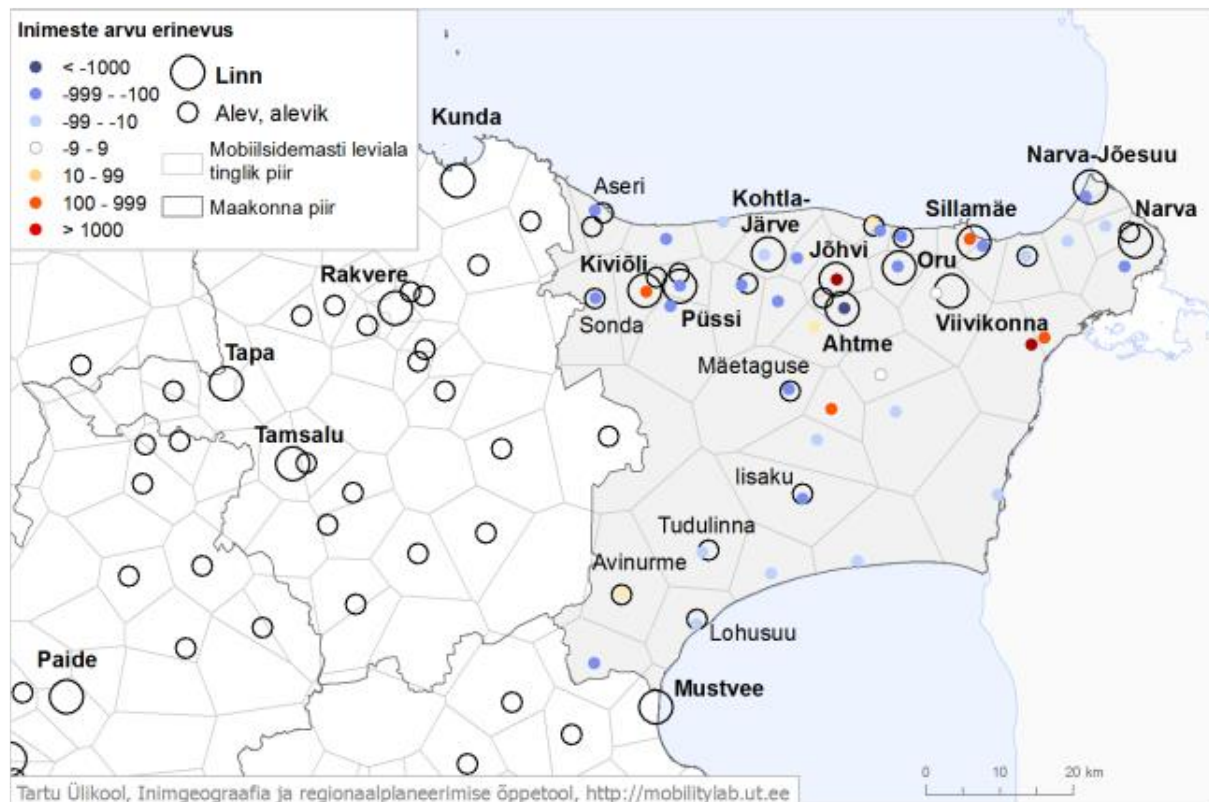 Inimeste arvu erinevus
< -1000
-999 - -100
-99 - -10
-9 - 9
10 - 99
100 - 999
> 1000
Linn
Alev, alevik
Mobiilsidemasti leviala
tinglik piir
Maakonna piir
Kunda
Narva-Jõesuu
Aseri
Kohtla-
Järve
Sillamäe
Narva
Rakvere
Kiviõli
Jõhvi
Oru
Sonda
Püssi
Ahtme
Viivikonna
Tapa
Mäetaguse
Tamsalu
Iisaku
Tudulinna
Avinurme
Lohusuu
Paide
Mustvee
0 10 20 km
Tartu Ülikool, Inimgeograafia ja regionaalplaneerimise õppetool, http://mobilitylab.ut.ee